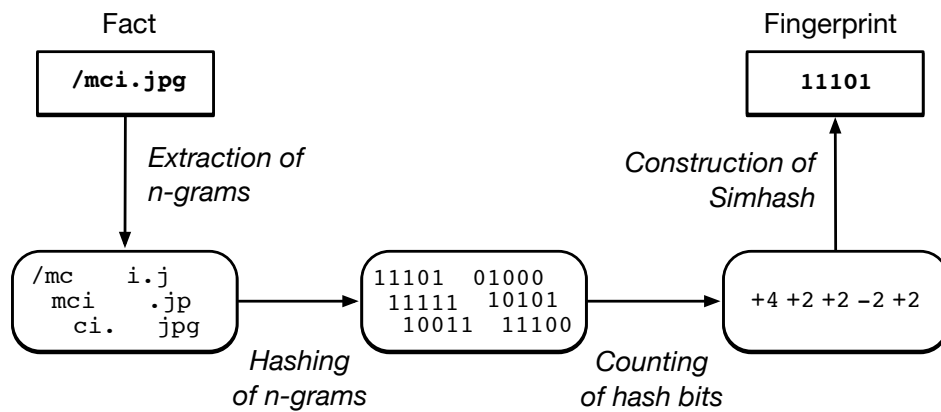 Fact
Fingerprint
/mci.jpg
11101
Extraction of
n-grams
Construction of
Simhash
/mc i.j
mci .jp
ci. jpg
11101 01000
11111 10101
10011 11100
+4 +2 +2 −2 +2
Hashing
of n-grams
Counting
of hash bits